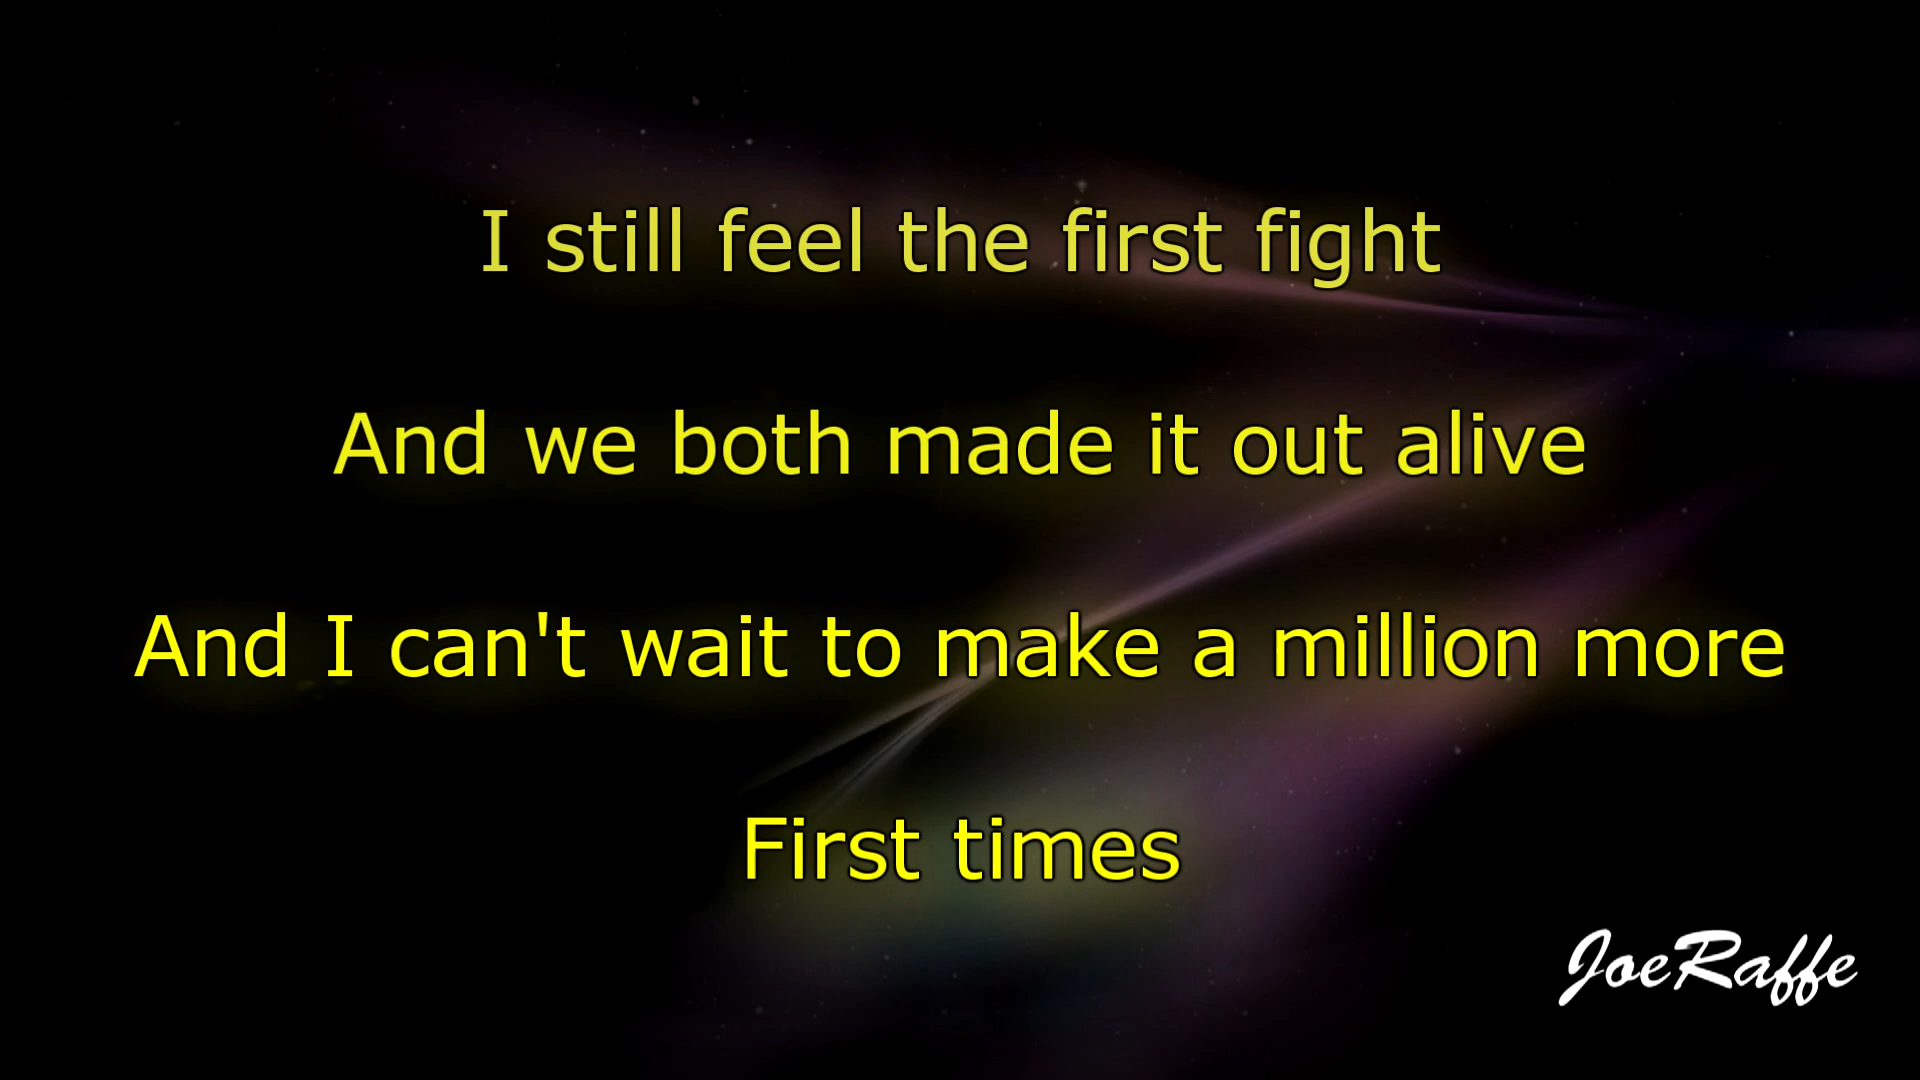 I still feel the first fight
And we both made it out alive
And I can't wait to make a million more
First times
JoeRaffe